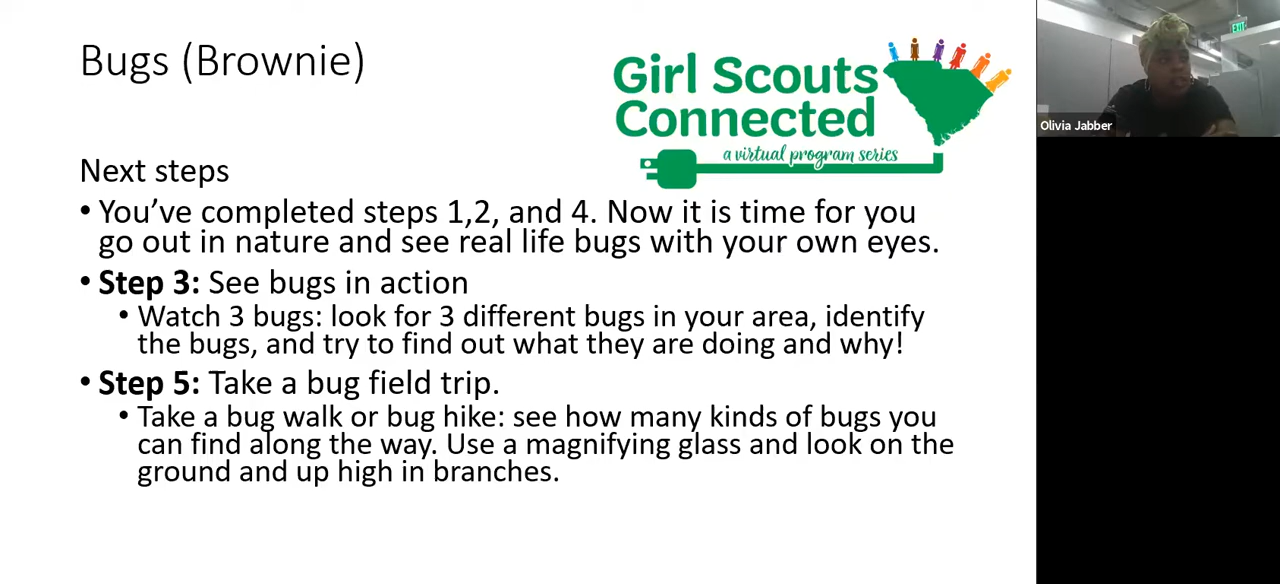 Bugs (Brownie)
Girl Scouts
Connected
a virtual program series
Next steps
• You’ve completed steps 1,2, and 4. Now it is time for you
go out in nature and see real life bugs with your own eyes.
• Step 3: See bugs in action
• Watch 3 bugs: look for 3 different bugs in your area, identify
the bugs, and try to find out what they are doing and why!
• Step 5: Take a bug field trip.
• Take a bug walk or bug hike: see how many kinds of bugs you
can find along the way. Use a magnifying glass and look on the
ground and up high in branches.
EXIT
Olivia Jabber